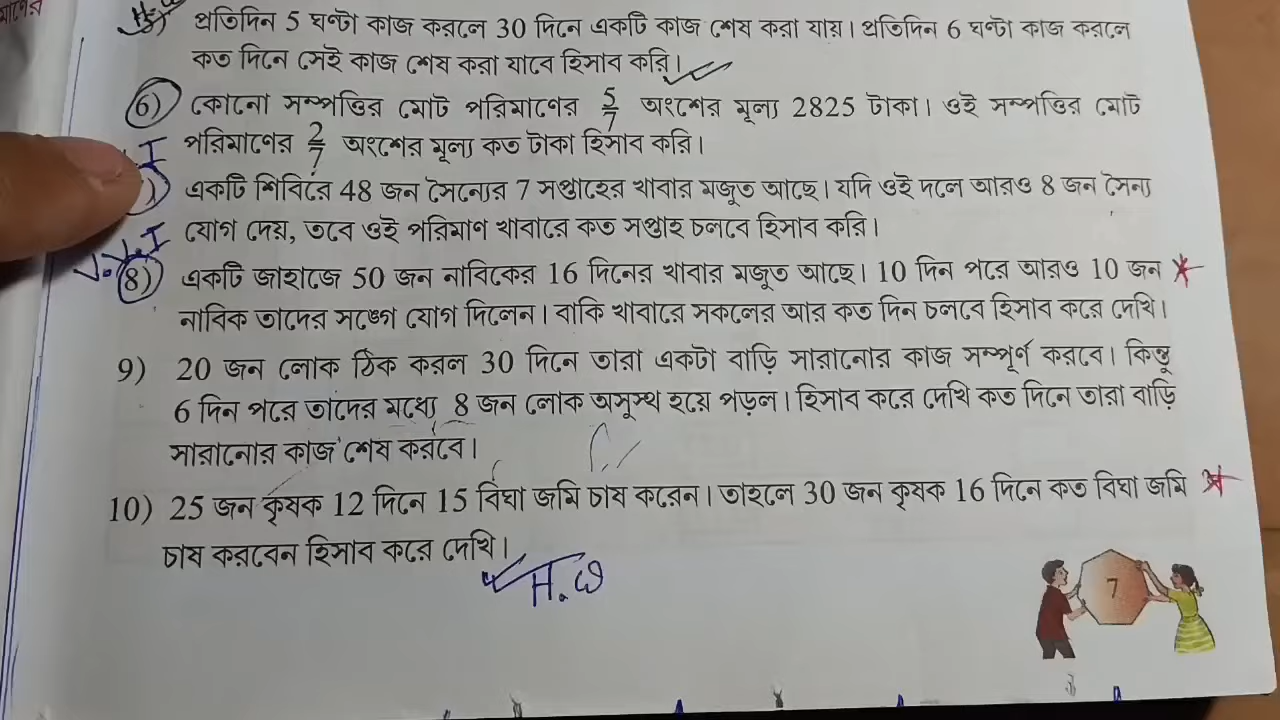 5) প্রতিদিন 5 ঘণ্টা কাজ করলে 30 দিনে একটি কাজ শেষ করা যায়। প্রতিদিন 6 ঘণ্টা কাজ করলে
কত দিনে সেই কাজ শেষ করা যাবে হিসাব করি।
6) কোনো সম্পত্তির মোট পরিমাণের 5/7 অংশের মূল্য 2825 টাকা। ওই সম্পত্তির মোট
পরিমাণের 2/7 অংশের মূল্য কত টাকা হিসাব করি।
একটি শিবিরে 48 জন সৈন্যের 7 সপ্তাহের খাবার মজুত আছে। যদি ওই দলে আরও 8 জন সৈন্য
যোগ দেয়, তবে ওই পরিমাণ খাবারে কত সপ্তাহ চলবে হিসাব করি।
8) একটি জাহাজে 50 জন নাবিকের 16 দিনের খাবার মজুত আছে। 10 দিন পরে আরও 10 জন
নাবিক তাদের সঙ্গে যোগ দিলেন। বাকি খাবারে সকলের আর কত দিন চলবে হিসাব করে দেখি।
9) 20 জন লোক ঠিক করল 30 দিনে তারা একটা বাড়ি সারানোর কাজ সম্পূর্ণ করবে। কিন্তু
6 দিন পরে তাদের মধ্যে 8 জন লোক অসুস্থ হয়ে পড়ল। হিসাব করে দেখি কত দিনে তারা বাড়ি
সারানোর কাজ শেষ করবে।
10) 25 জন কৃষক 12 দিনে 15 বিঘা জমি চাষ করেন। তাহলে 30 জন কৃষক 16 দিনে কত বিঘা জমি
চাষ করবেন হিসাব করে দেখি।
H.W
7